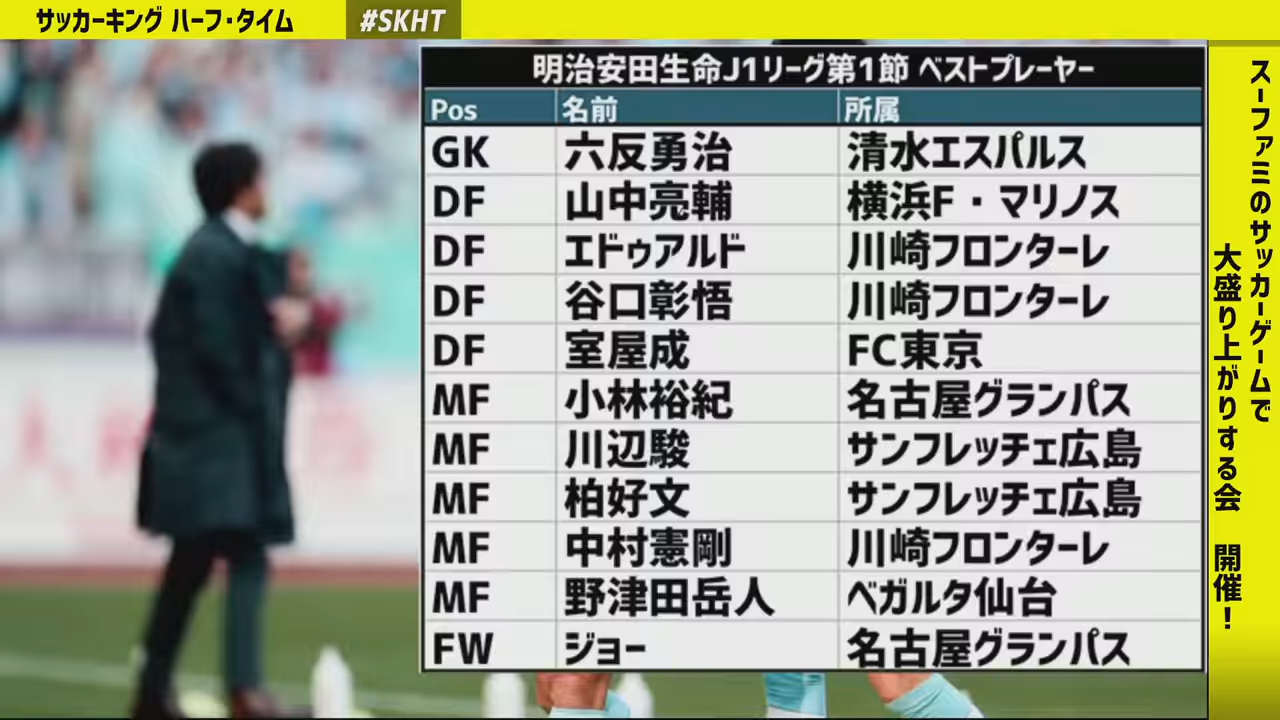 サッカーキング ハーフ・タイム #SKHT
明治安田生命J1リーグ第1節 ベストプレーヤー
Pos 名前 所属
GK 六反勇治 清水エスパルス
DF 山中亮輔 横浜F・マリノス
DF エドゥアルド 川崎フロンターレ
DF 谷口彰悟 川崎フロンターレ
DF 室屋成 FC東京
MF 小林裕紀 名古屋グランパス
MF 川辺駿 サンフレッチェ広島
MF 柏好文 サンフレッチェ広島
MF 中村憲剛 川崎フロンターレ
MF 野津田岳人 ベガルタ仙台
FW ジョー 名古屋グランパス
スーファミのサッカーゲームで
大盛り上がりする会 開催！